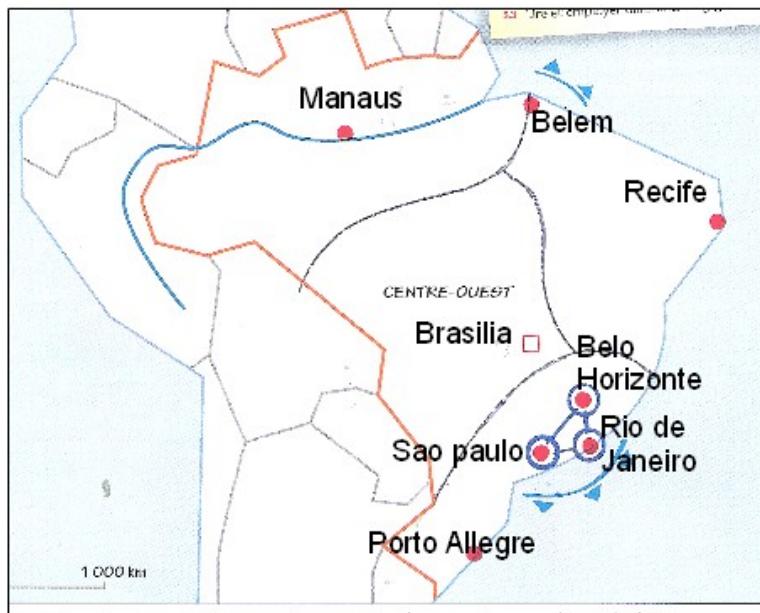 Manaus
Belem
Recife
CENTRE-OUEST
Brasilia
Belo
Horizonte
Sao paulo
Rio de
Janeiro
Porto Allegre
1 000 km